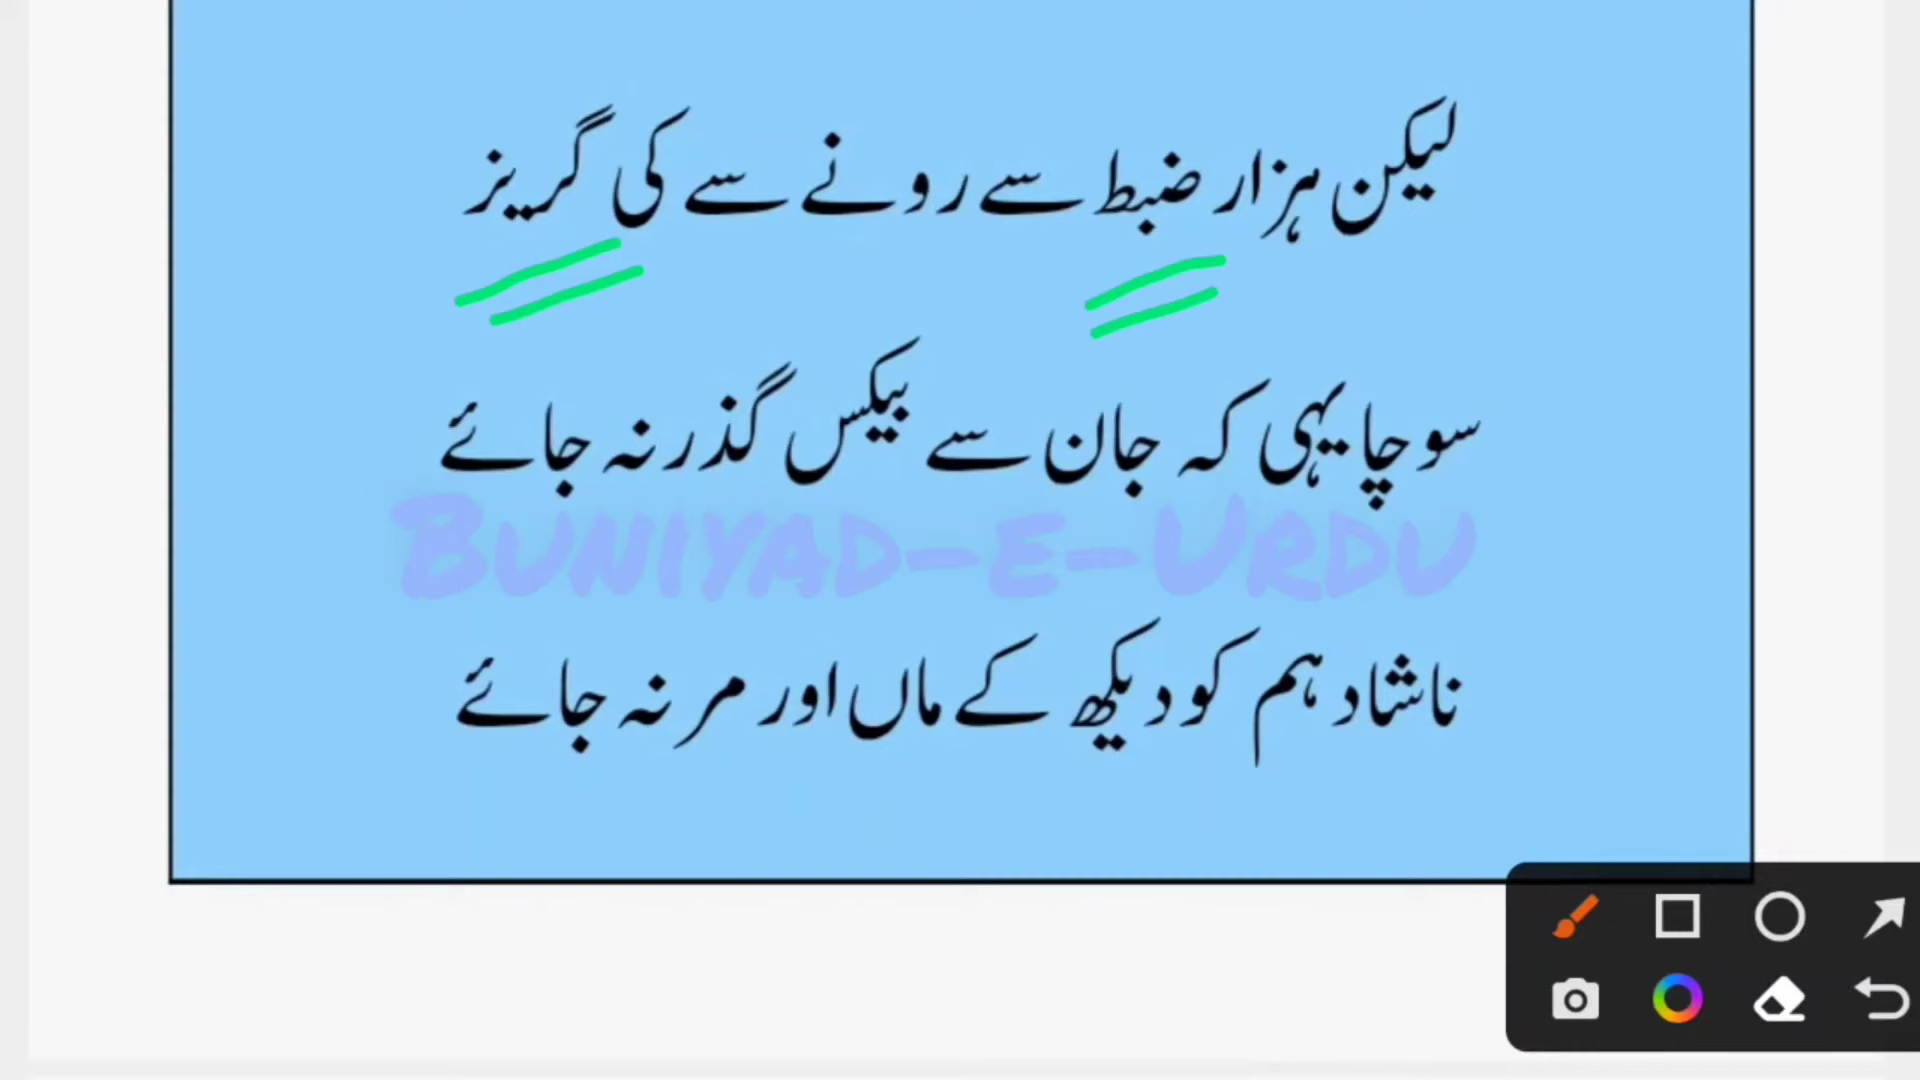 لیکن ہزار ضبط سے رونے سے کی گریز
سوچا یہی کہ جان سے بیکس گذر نہ جائے
BUNIYAD-E-URDU
ناشاد ہم کو دیکھ کے ماں اور مر نہ جائے